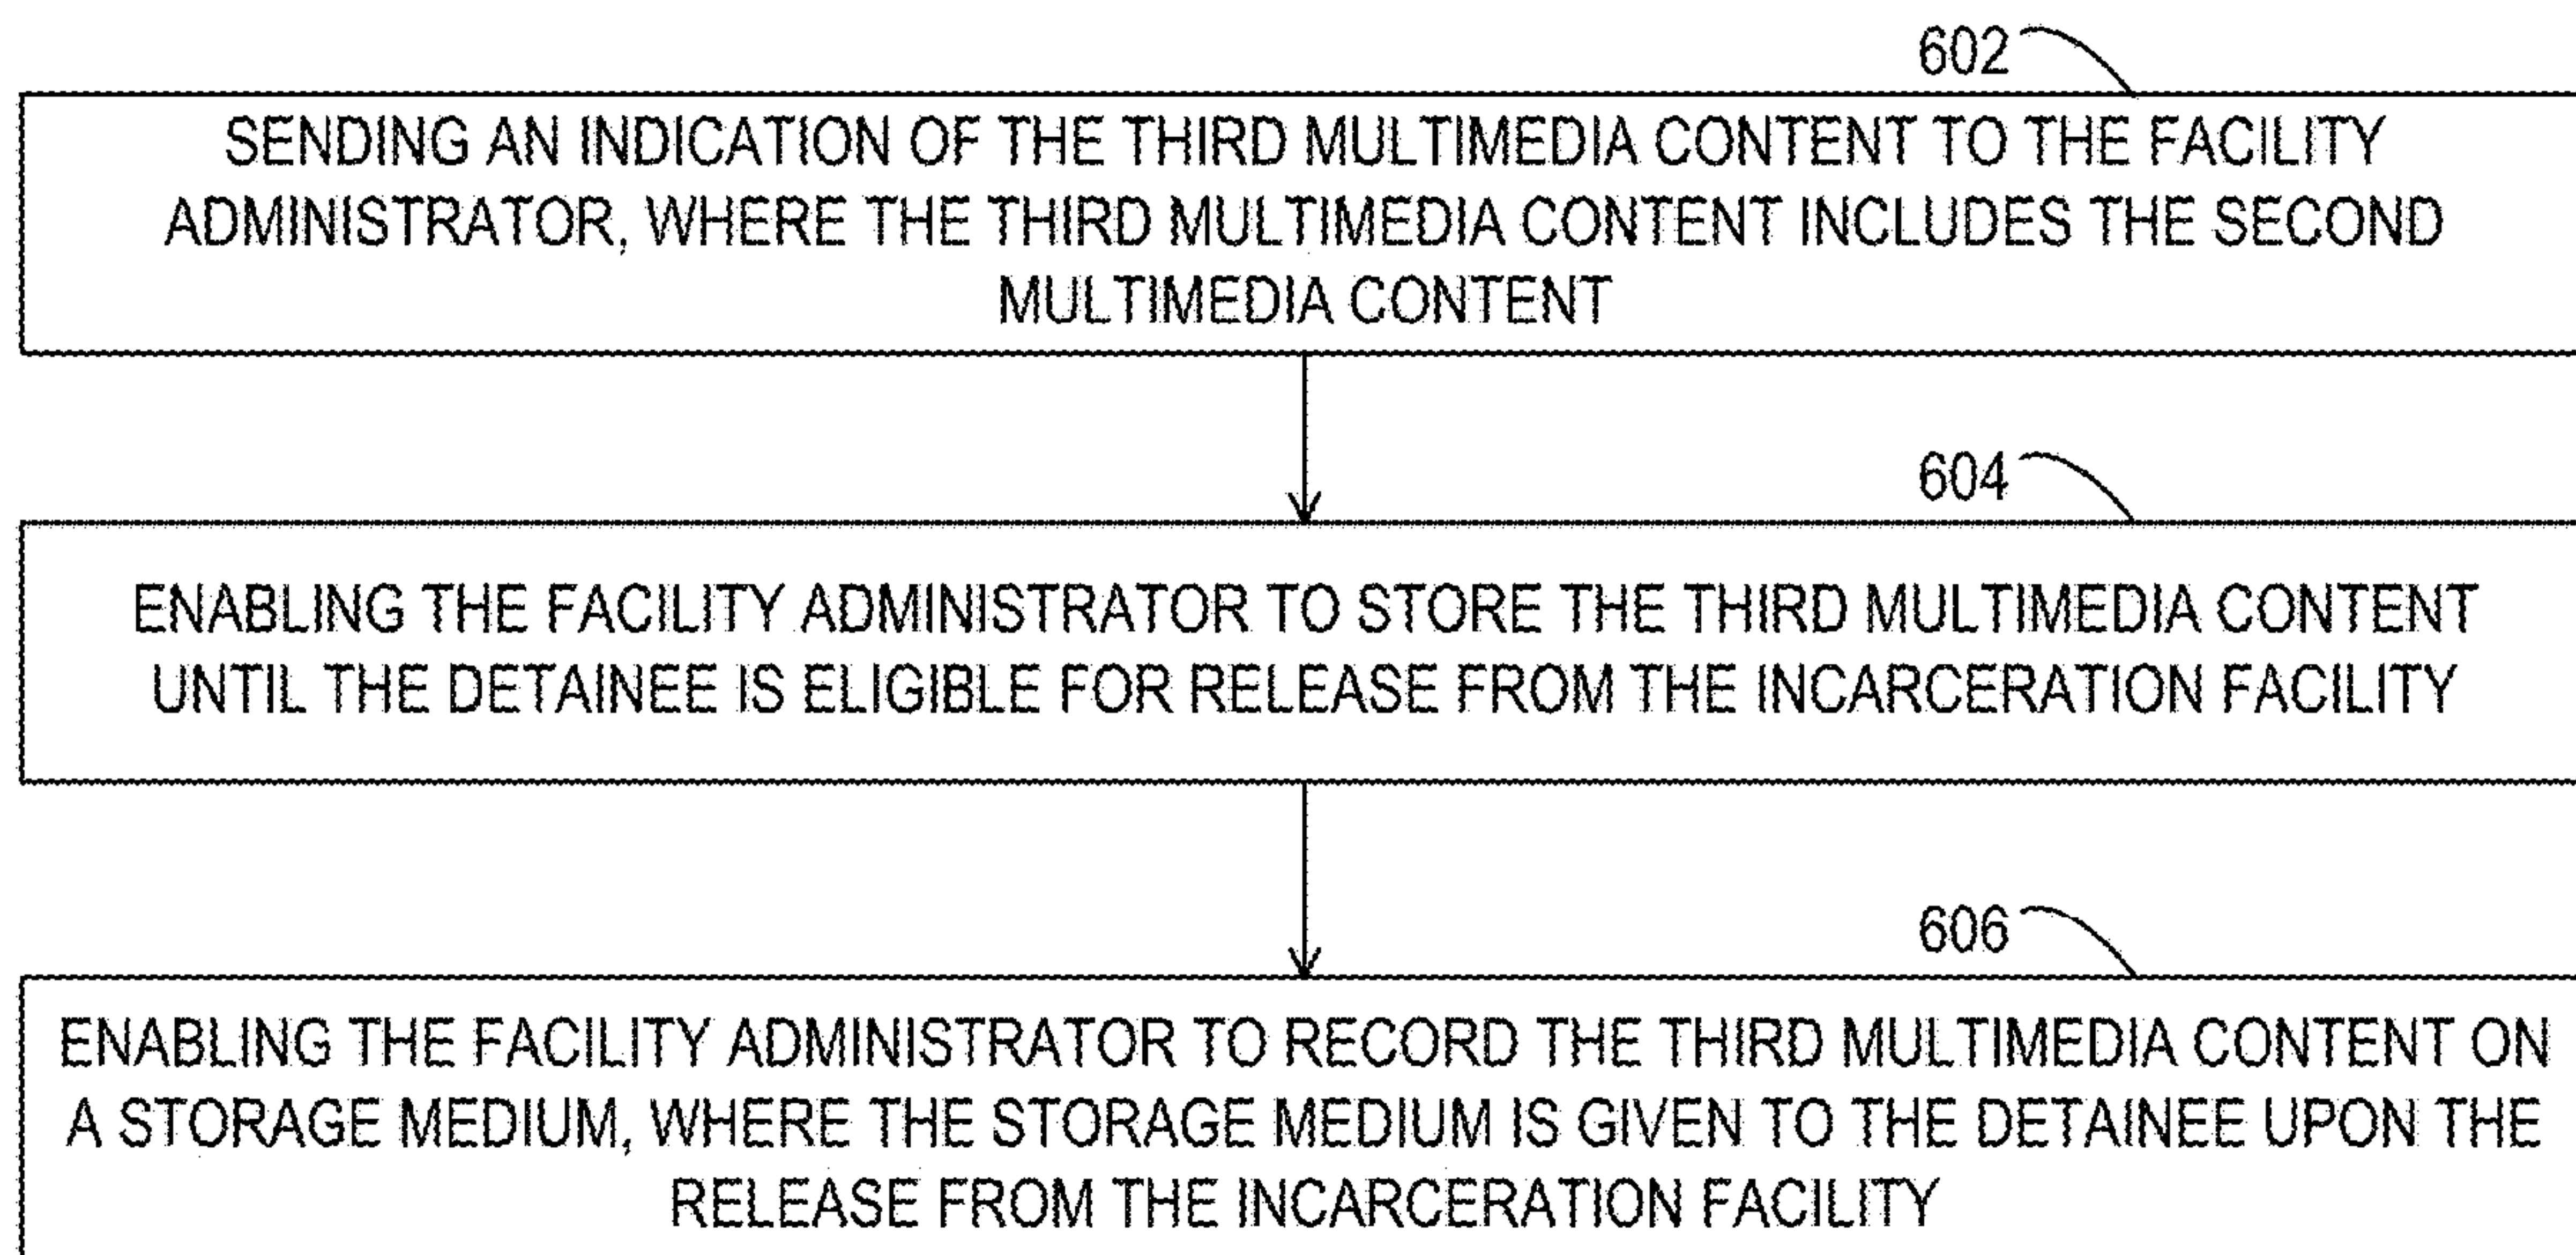 602
SENDING AN INDICATION OF THE THIRD MULTIMEDIA CONTENT TO THE FACILITY
ADMINISTRATOR, WHERE THE THIRD MULTIMEDIA CONTENT INCLUDES THE SECOND
MULTIMEDIA CONTENT
604
ENABLING THE FACILITY ADMINISTRATOR TO STORE THE THIRD MULTIMEDIA CONTENT
UNTIL THE DETAINEE IS ELIGIBLE FOR RELEASE FROM THE INCARCERATION FACILITY
606
ENABLING THE FACILITY ADMINISTRATOR TO RECORD THE THIRD MULTIMEDIA CONTENT ON
A STORAGE MEDIUM, WHERE THE STORAGE MEDIUM IS GIVEN TO THE DETAINEE UPON THE
RELEASE FROM THE INCARCERATION FACILITY